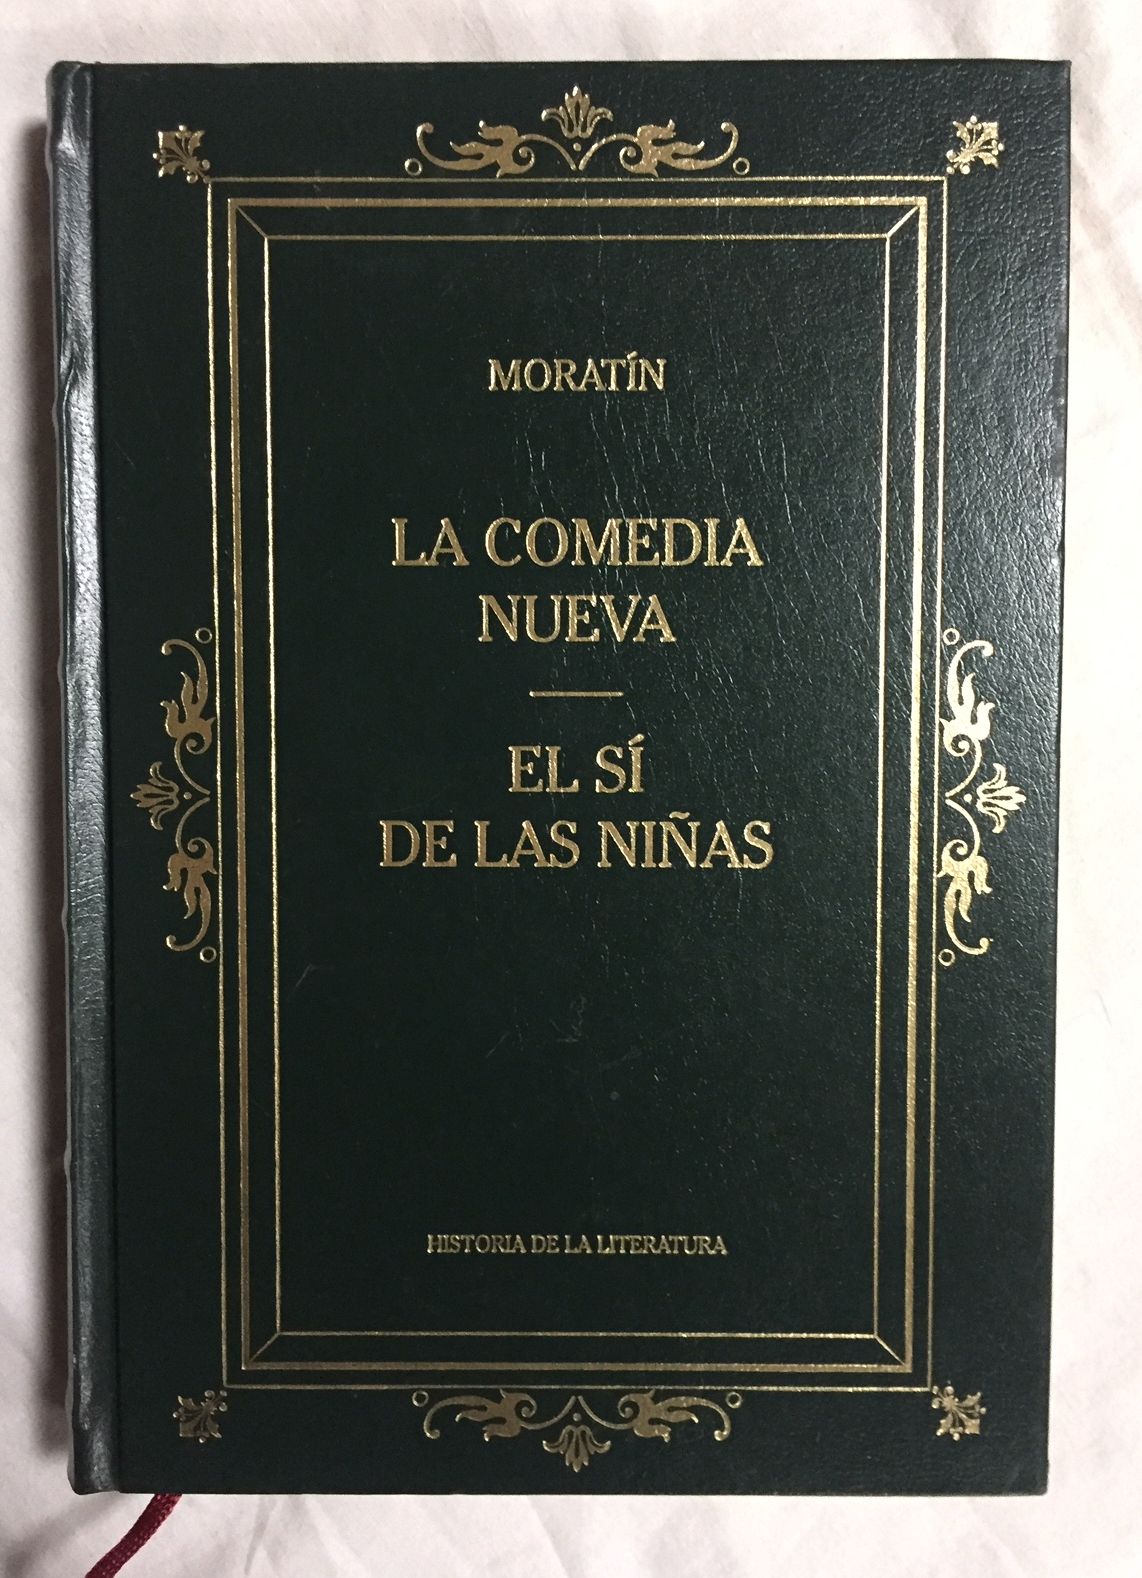 MORATÍN
LA COMEDIA
NUEVA
EL SÍ
DE LAS NIÑAS
HISTORIA DE LA LITERATURA